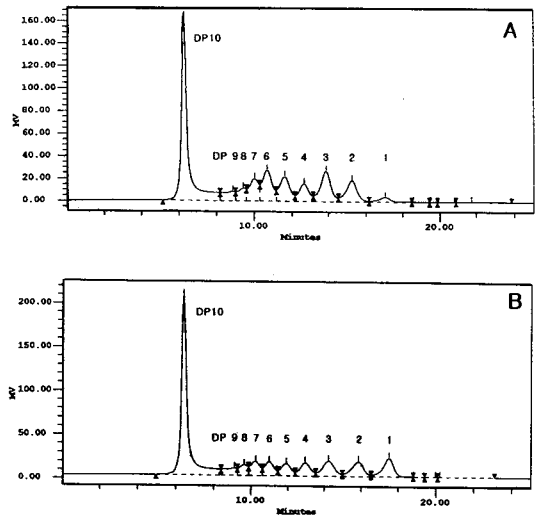 160.00
140.00
120.00
100.00
80.00
60.00
40.00
20.00
0.00
MV
A
DP10
DP 9 8 7 6 5 4 3 2 1
10.00 20.00
Minutes
200.00
150.00
100.00
50.00
0.00
MV
B
DP10
DP 9 8 7 6 5 4 3 2 1
10.00 20.00
Minutes